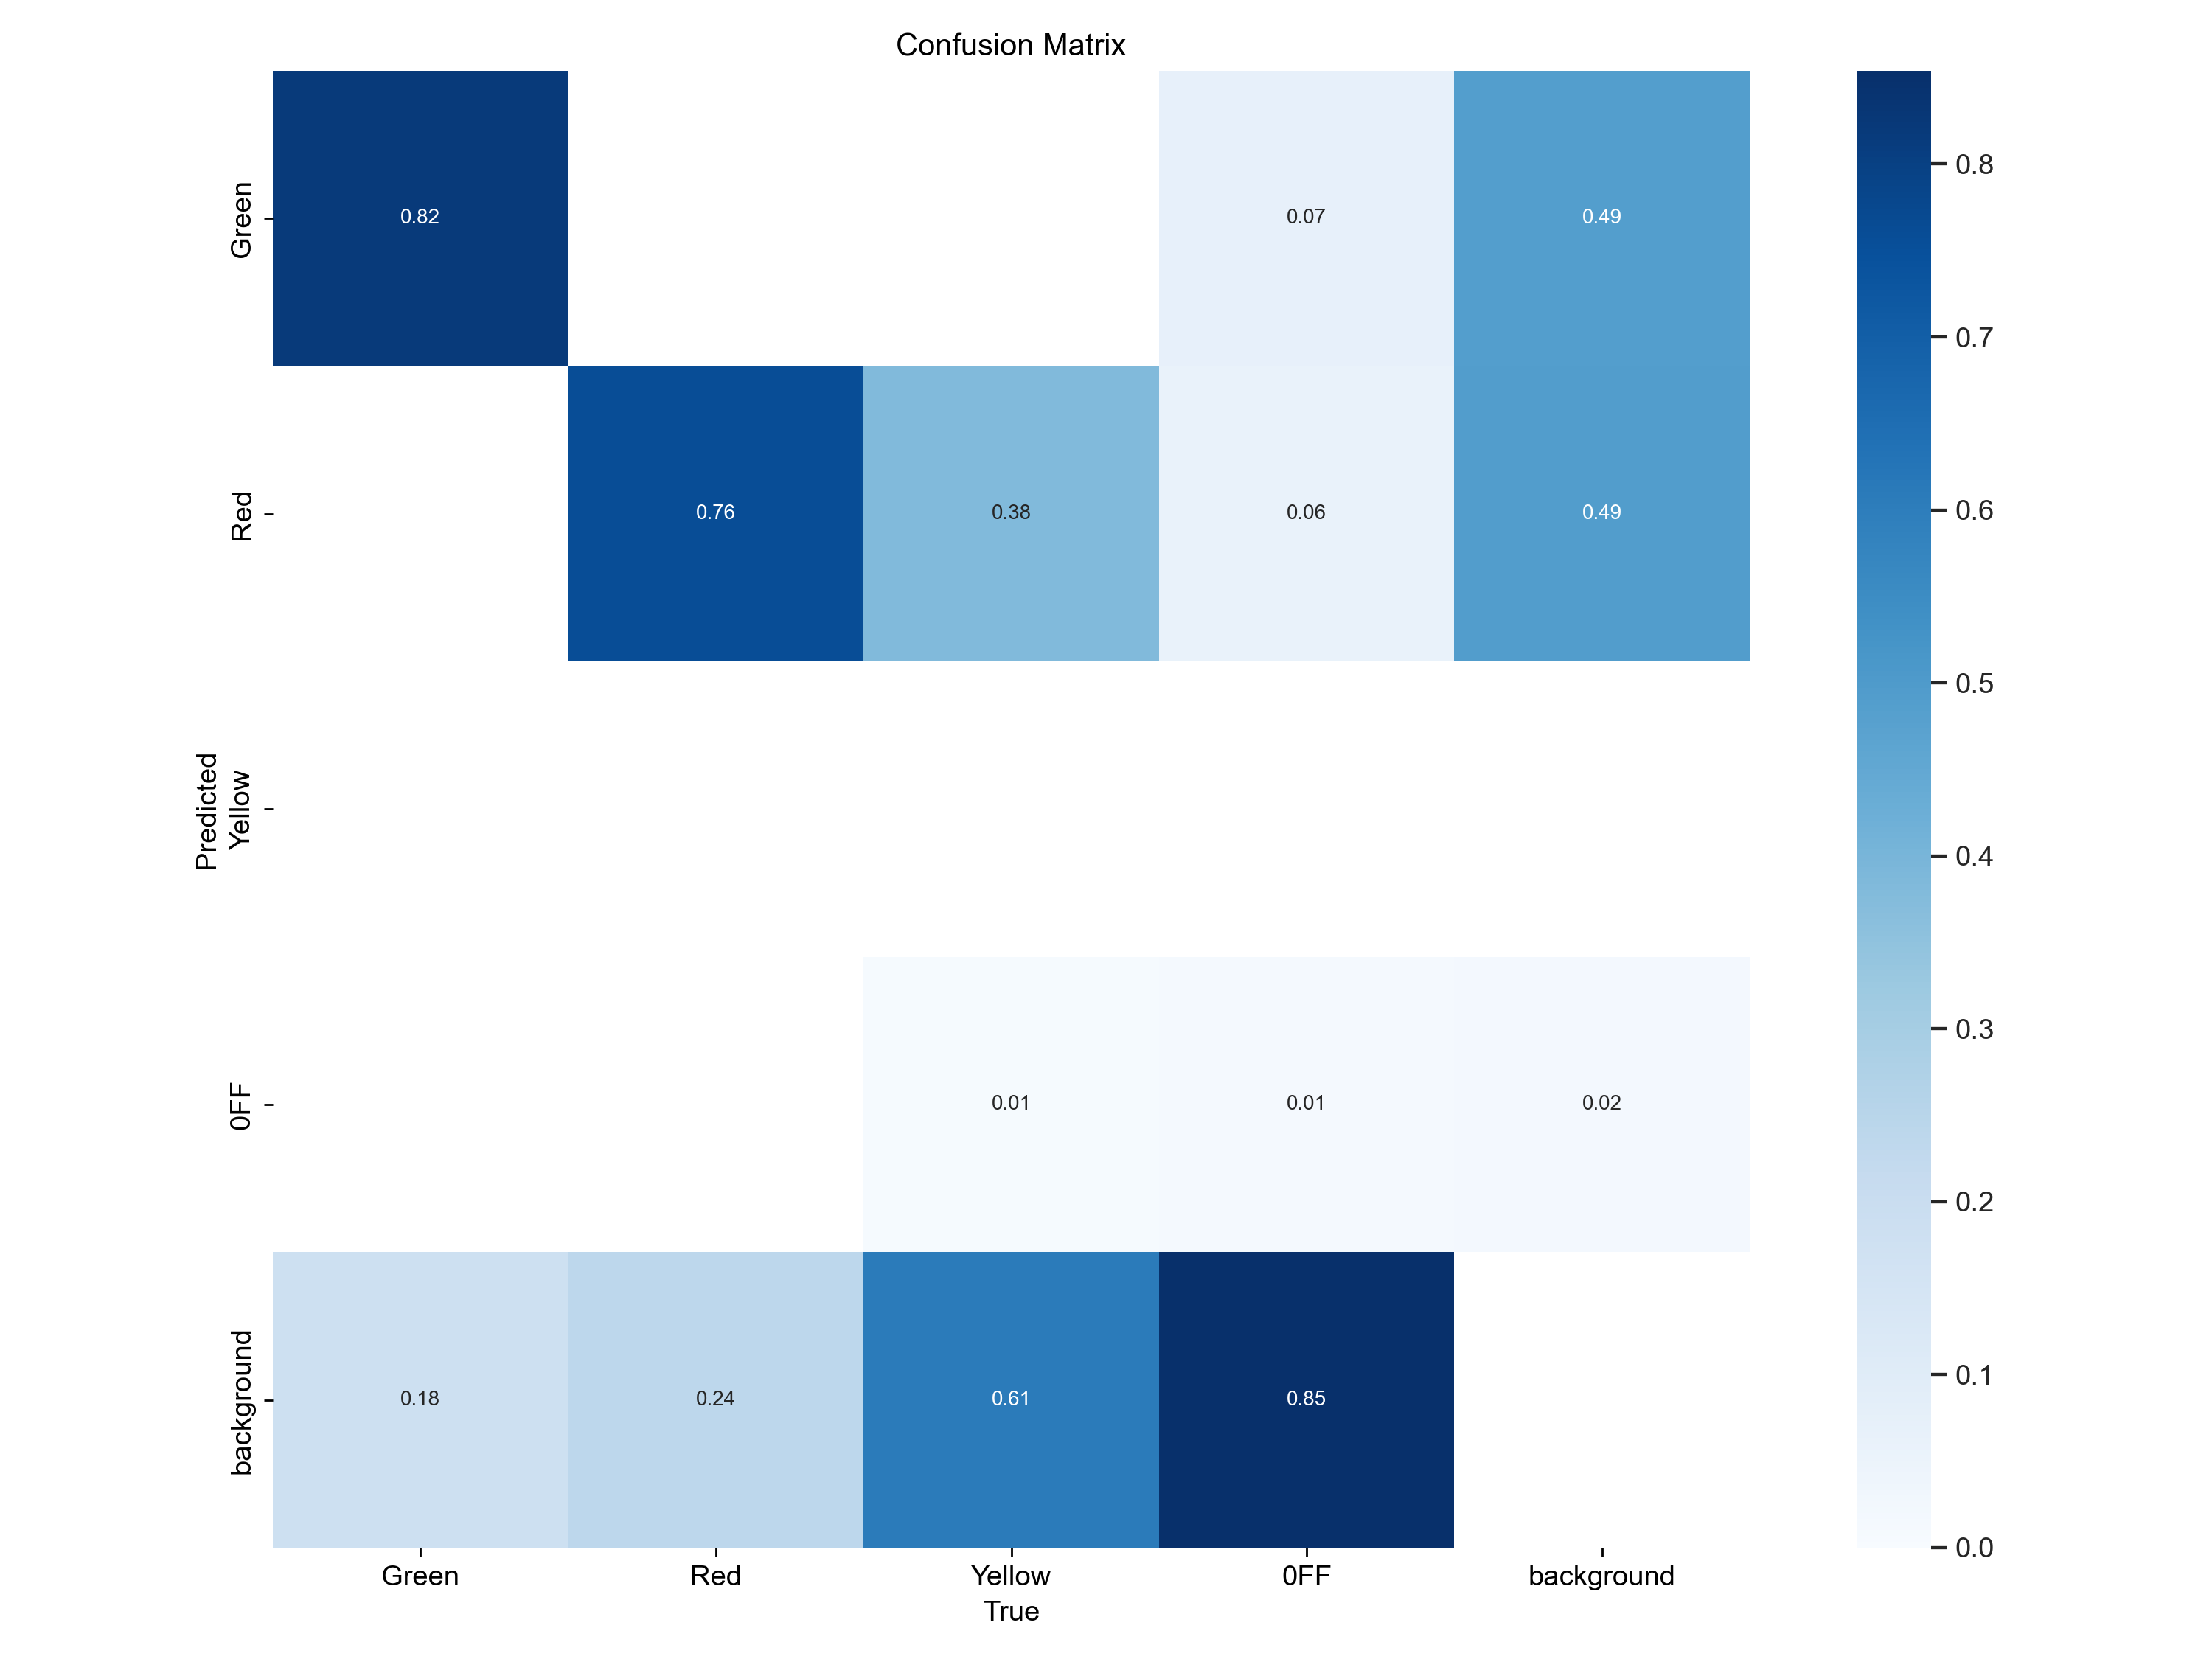 Confusion Matrix
Green
0.82
0.07
0.49
0.8
0.7
Red
0.76
0.38
0.06
0.49
0.6
0.5
Predicted
Yellow
0.4
0.3
0FF
0.01
0.01
0.02
0.2
background
0.18
0.24
0.61
0.85
0.1
0.0
Green
Red
Yellow
0FF
background
True